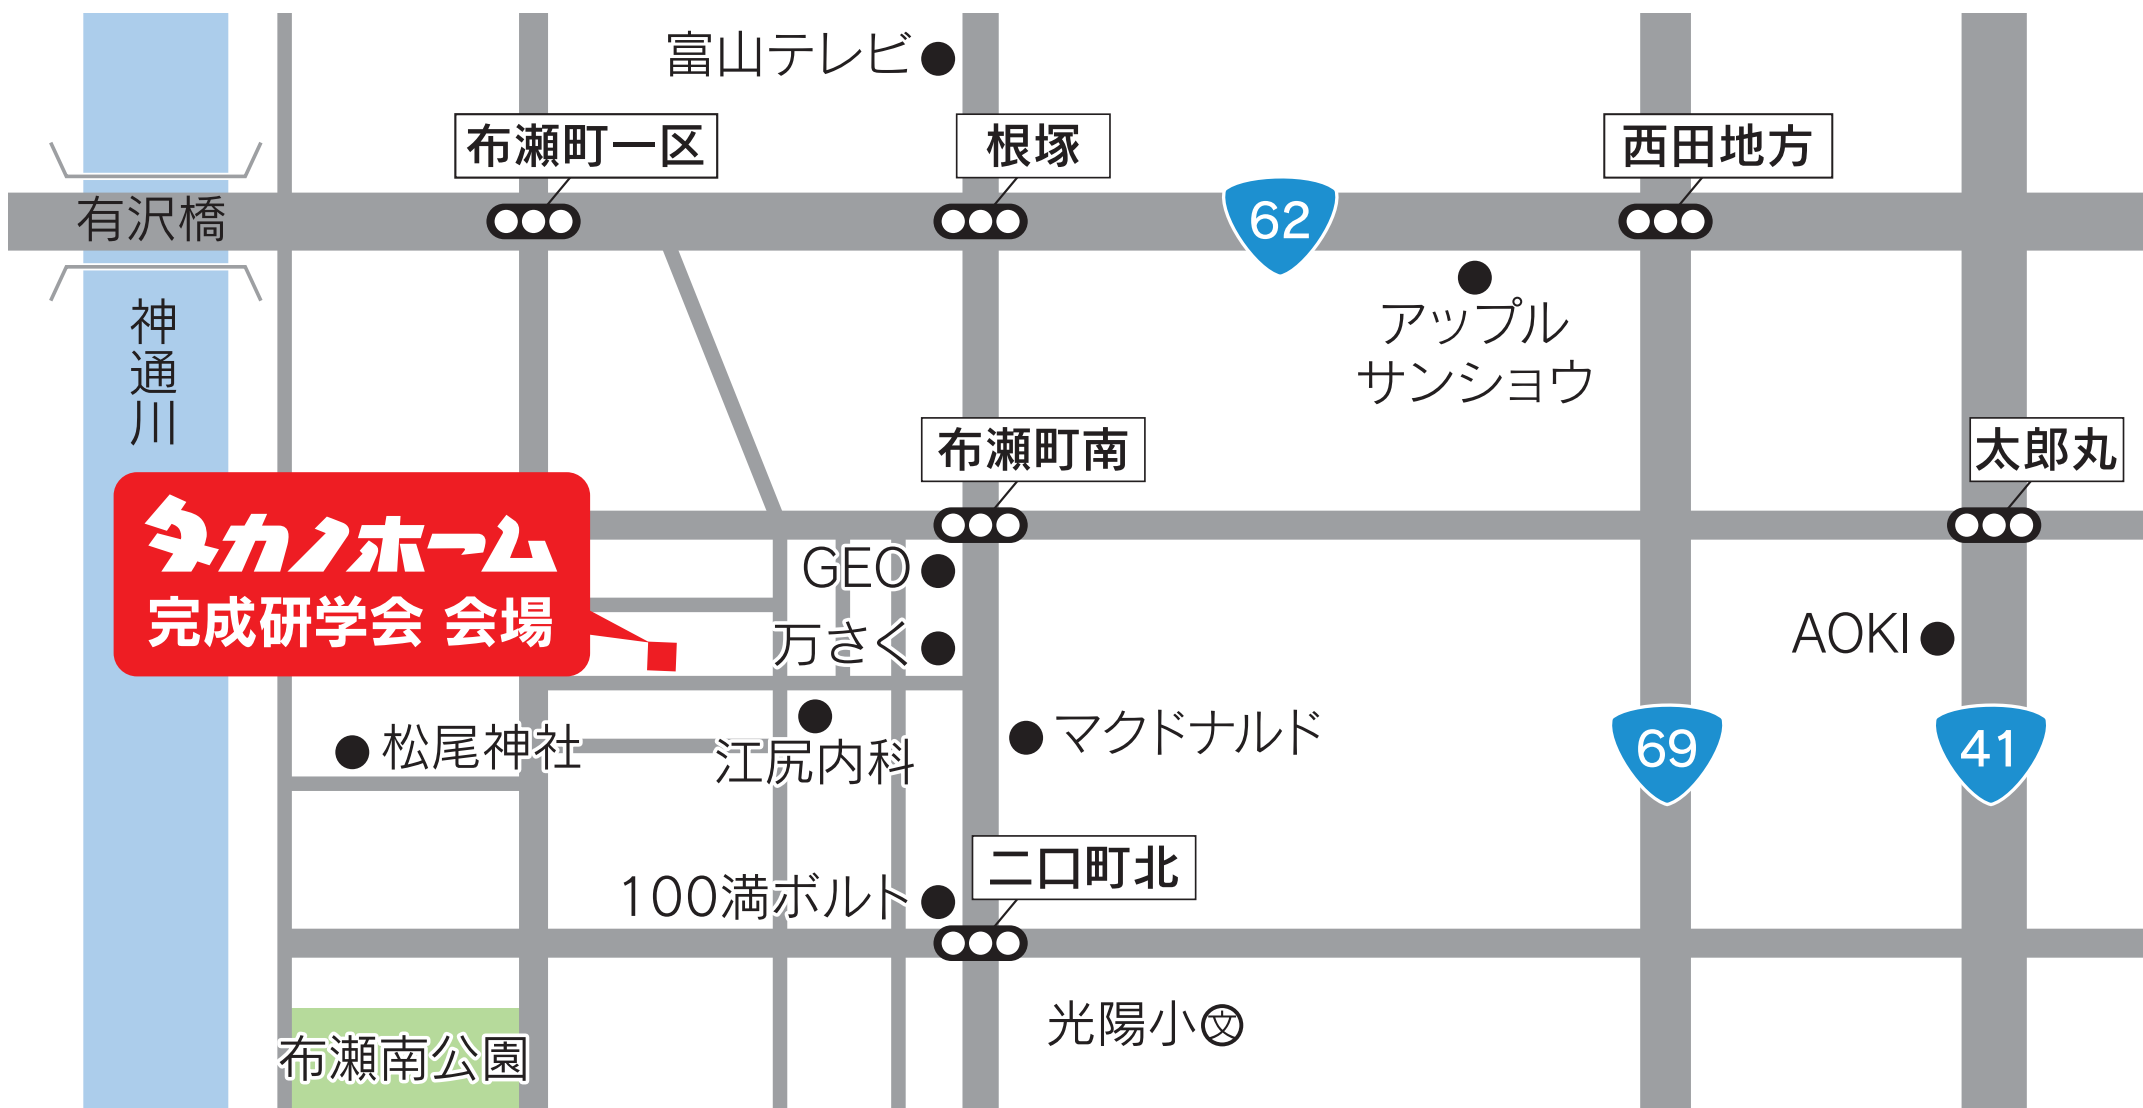 富山テレビ
布瀬町一区
根塚
西田地方
有沢橋
62
神通川
アップル
サンショウ
布瀬町南
太郎丸
タカノホーム
完成研学会 会場
GEO
万さく
AOKI
松尾神社
江尻内科
マクドナルド
69
41
二口町北
100満ボルト
光陽小文
布瀬南公園